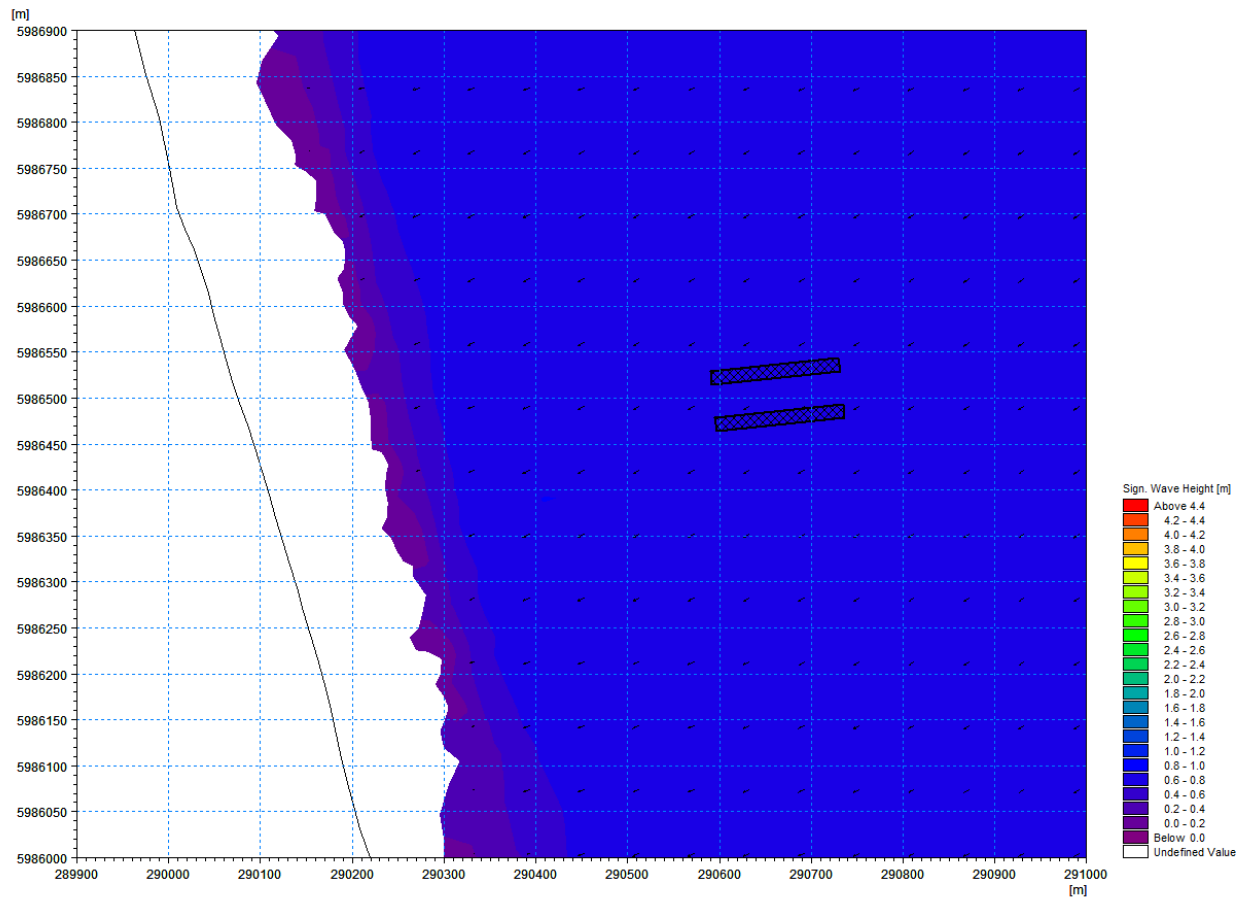 [m]
5986900
5986850
5986800
5986750
5986700
5986650
5986600
5986550
5986500
5986450
5986400
5986350
5986300
5986250
5986200
5986150
5986100
5986050
5986000
289900 290000 290100 290200 290300 290400 290500 290600 290700 290800 290900 291000
[m]
Sign. Wave Height [m]
Above 4.4
4.2 - 4.4
4.0 - 4.2
3.8 - 4.0
3.6 - 3.8
3.4 - 3.6
3.2 - 3.4
3.0 - 3.2
2.8 - 3.0
2.6 - 2.8
2.4 - 2.6
2.2 - 2.4
2.0 - 2.2
1.8 - 2.0
1.6 - 1.8
1.4 - 1.6
1.2 - 1.4
1.0 - 1.2
0.8 - 1.0
0.6 - 0.8
0.4 - 0.6
0.2 - 0.4
0.0 - 0.2
Below 0.0
Undefined Value